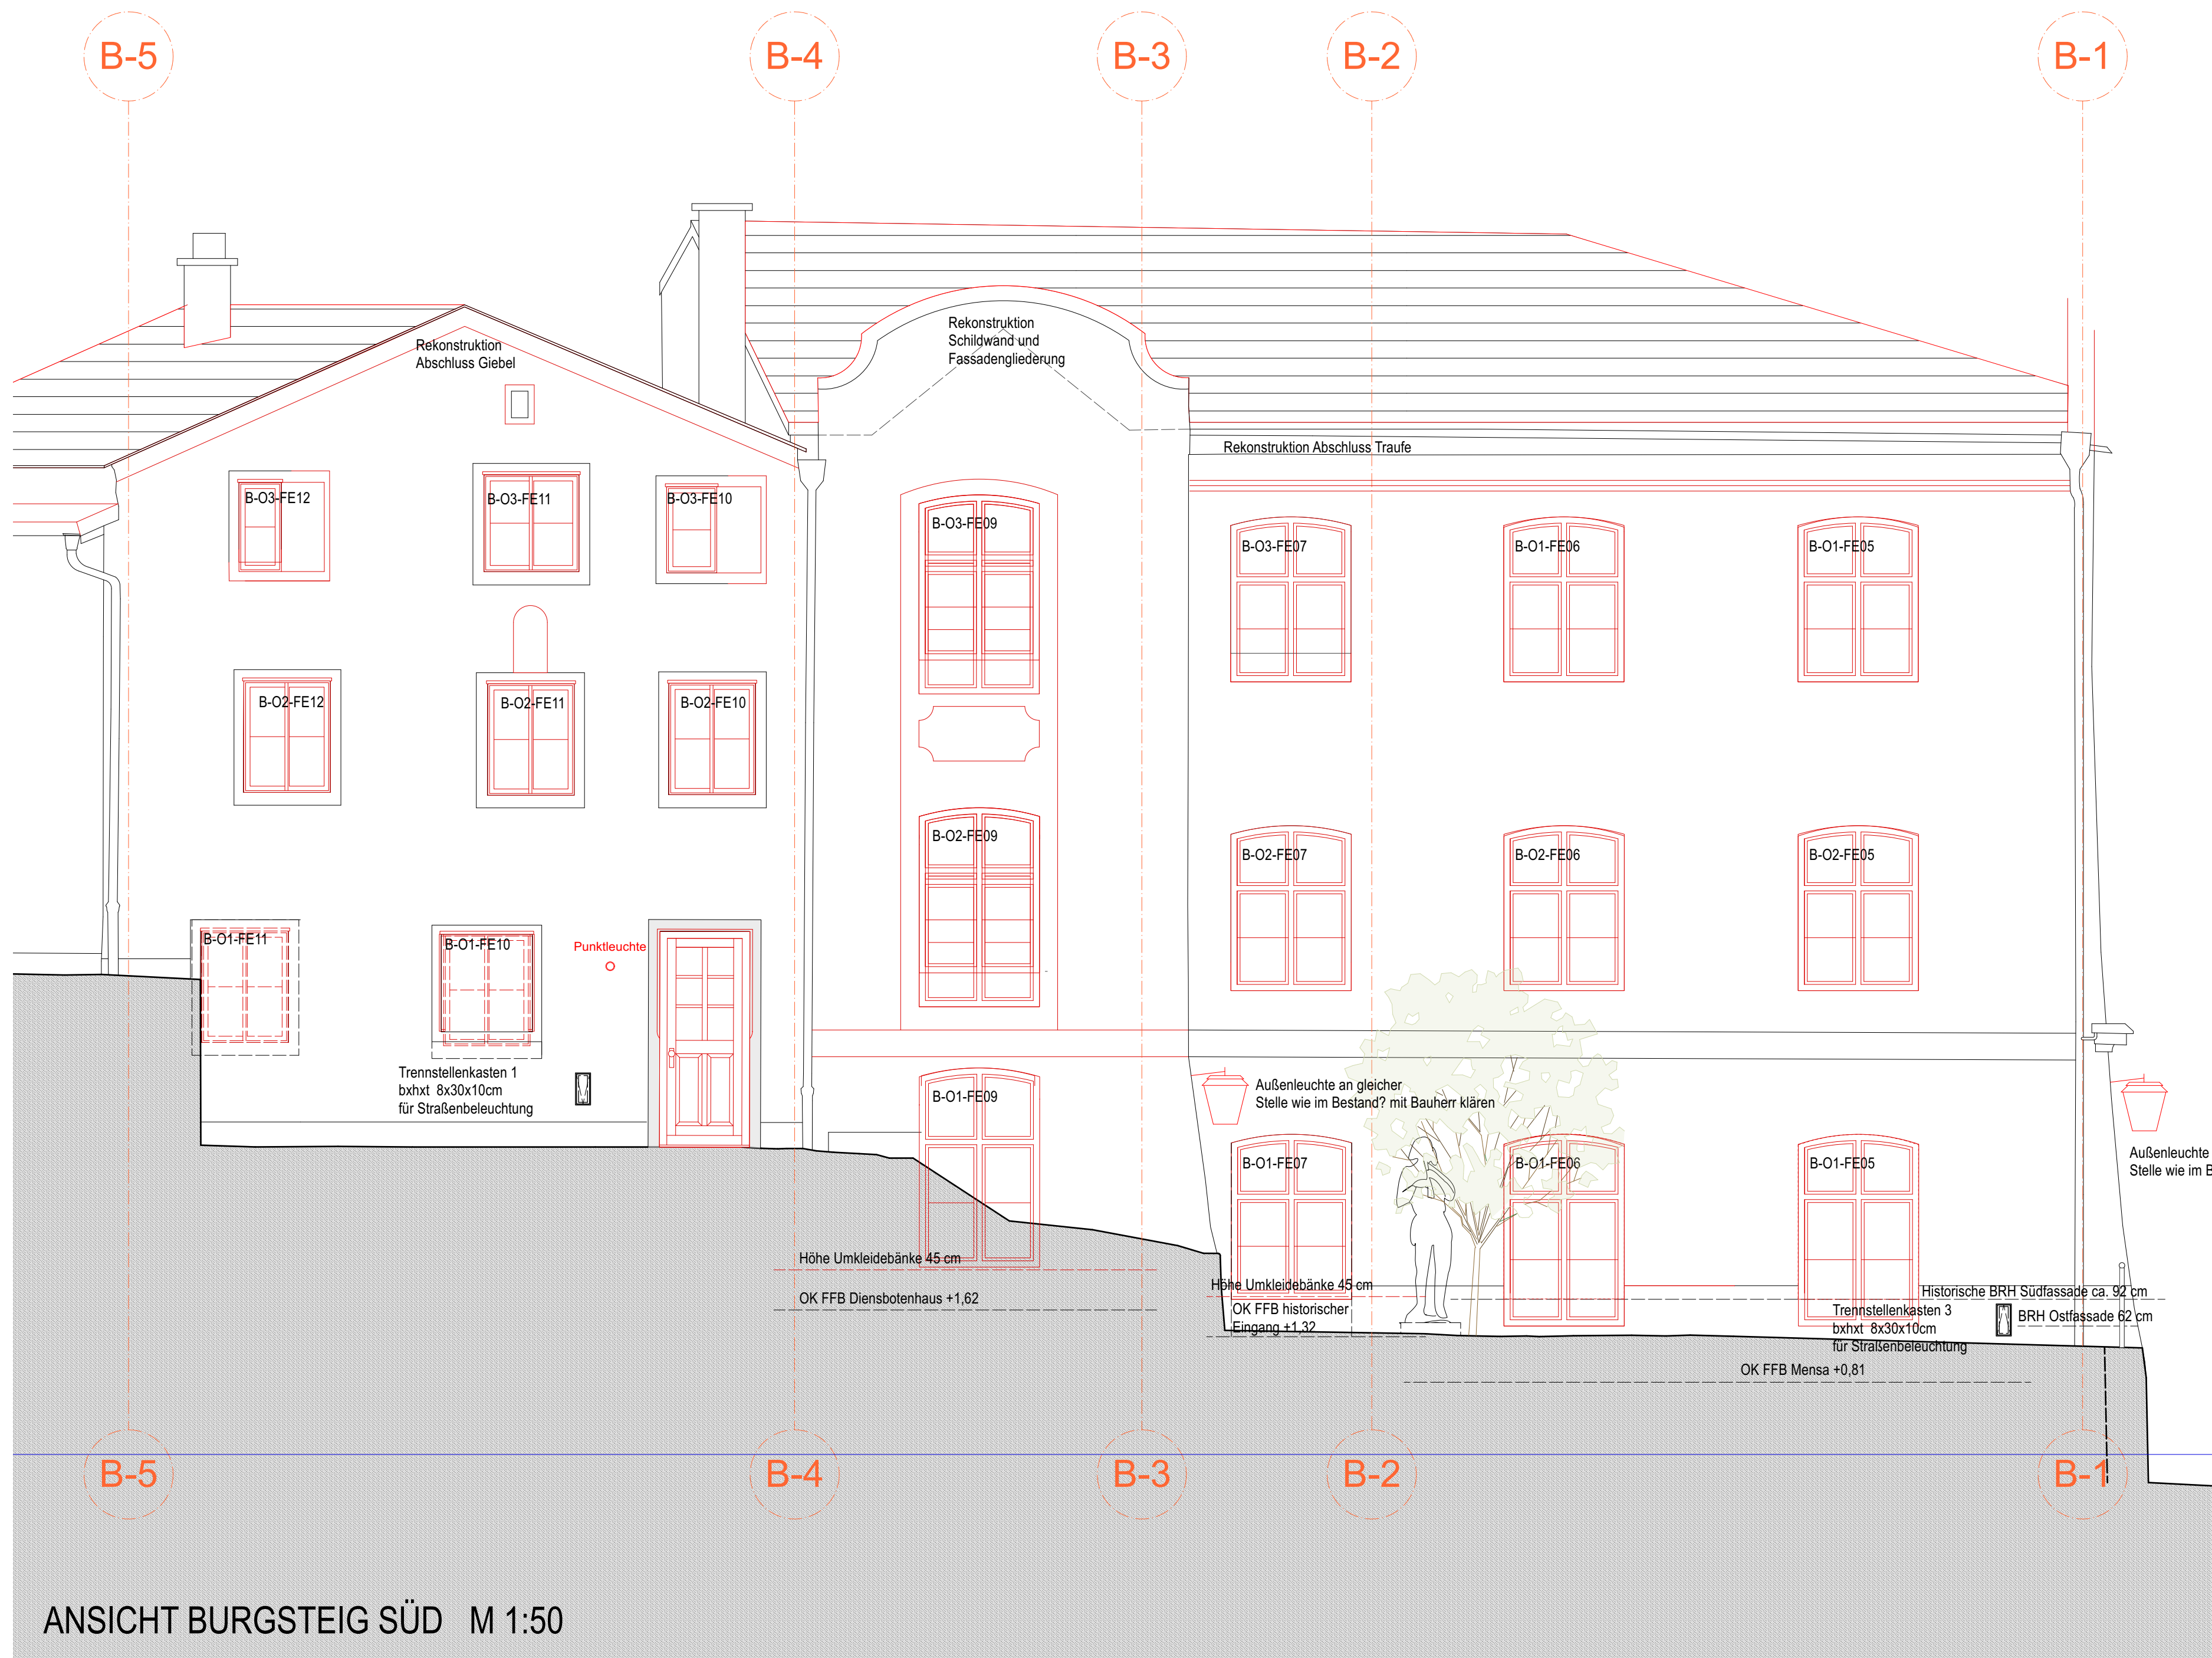 B-5
B-4
B-3
B-2
B-1
Rekonstruktion
Schildwand und
Fassadengliederung
Rekonstruktion
Abschluss Giebel
Rekonstruktion Abschluss Traufe
B-O3-FE12
B-O3-FE11
B-O3-FE10
B-O3-FE09
B-O3-FE07
B-O1-FE06
B-O1-FE05
B-O2-FE12
B-O2-FE11
B-O2-FE10
B-O2-FE09
B-O2-FE07
B-O2-FE06
B-O2-FE05
B-O1-FE11
B-O1-FE10
Punktleuchte
Trennstellenkasten 1
bxhxt 8x30x10cm
für Straßenbeleuchtung
B-O1-FE09
Außenleuchte an gleicher
Stelle wie im Bestand? mit Bauherr klären
B-O1-FE07
B-O1-FE06
B-O1-FE05
Außenleuchte
Stelle wie im B
Höhe Umkleidebänke 45 cm
OK FFB Diensbotenhaus +1,62
Höhe Umkleidebänke 45 cm
OK FFB historischer
Eingang +1,32
Historische BRH Südfassade ca. 92 cm
Trennstellenkasten 3
bxhxt 8x30x10cm
für Straßenbeleuchtung
BRH Ostfassade 62 cm
OK FFB Mensa +0,81
B-5
B-4
B-3
B-2
B-1
ANSICHT BURGSTEIG SÜD M 1:50